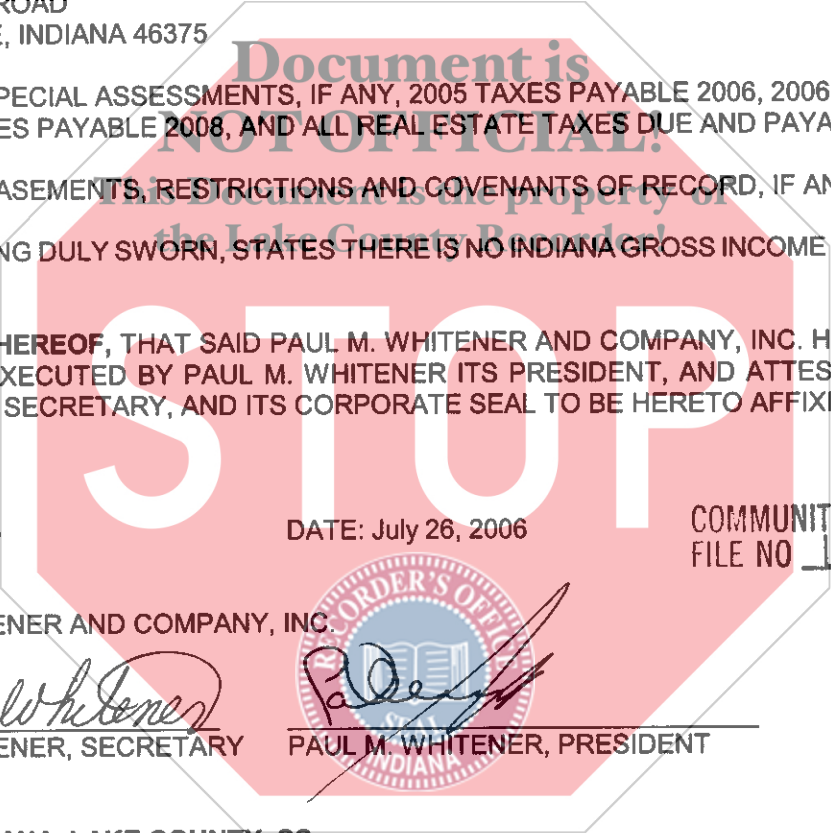 ROAD
E, INDIANA 46375
Document is
PECIAL ASSESSMENTS, IF ANY, 2005 TAXES PAYABLE 2006, 2006
NOT OFFICIAL!
ES PAYABLE 2008, AND ALL REAL ESTATE TAXES DUE AND PAYA
This Document is the property of
ASEMENTS, RESTRICTIONS AND COVENANTS OF RECORD, IF AN
the Lake County Recorder!
NG DULY SWORN, STATES THERE IS NO INDIANA GROSS INCOME
HEREOF, THAT SAID PAUL M. WHITENER AND COMPANY, INC. H
XECUTED BY PAUL M. WHITENER ITS PRESIDENT, AND ATTES
SECRETARY, AND ITS CORPORATE SEAL TO BE HERETO AFFIX
STOP
DATE: July 26, 2006
COMMUNIT
FILE NO
ENER AND COMPANY, INC.
RECORDER'S OFFICE
SEAL
INDIANA
Whitener
ENER, SECRETARY PAUL M. WHITENER, PRESIDENT